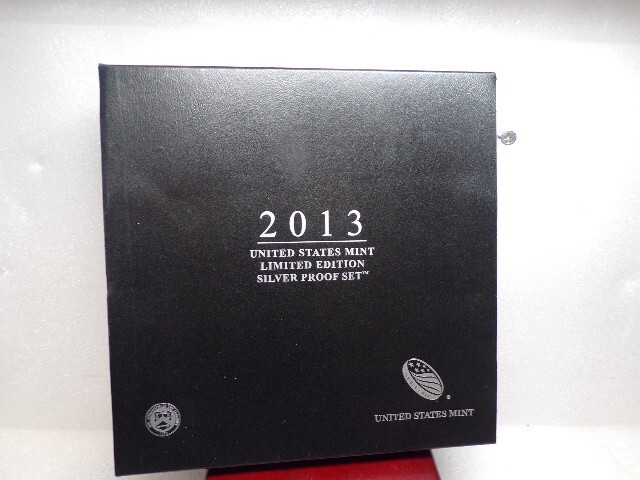 2013
UNITED STATES MINT
LIMITED EDITION
SILVER PROOF SET™
®
UNITED STATES MINT